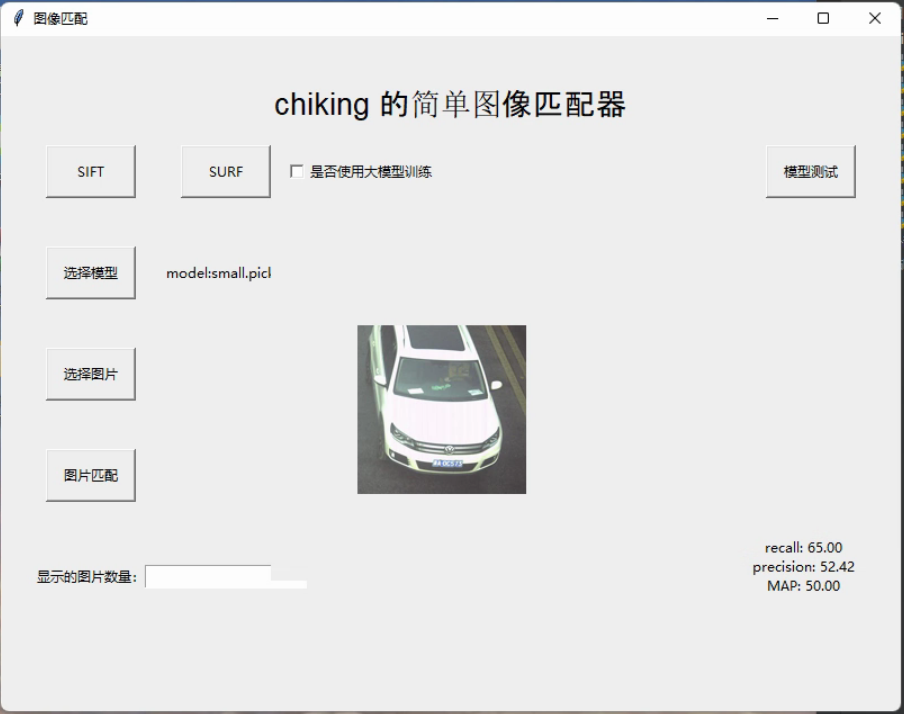 图像匹配
chiking 的简单图像匹配器
SIFT
SURF
是否使用大模型训练
模型测试
选择模型
model:small.pick
选择图片
图片匹配
显示的图片数量：
recall: 65.00
precision: 52.42
MAP: 50.00